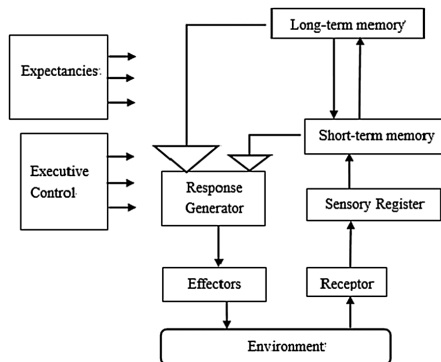 Long-term memory
Expectancies
Short-term memory
Executive
Control
Response
Generator
Sensory Register
Effectors
Receptor
Environment